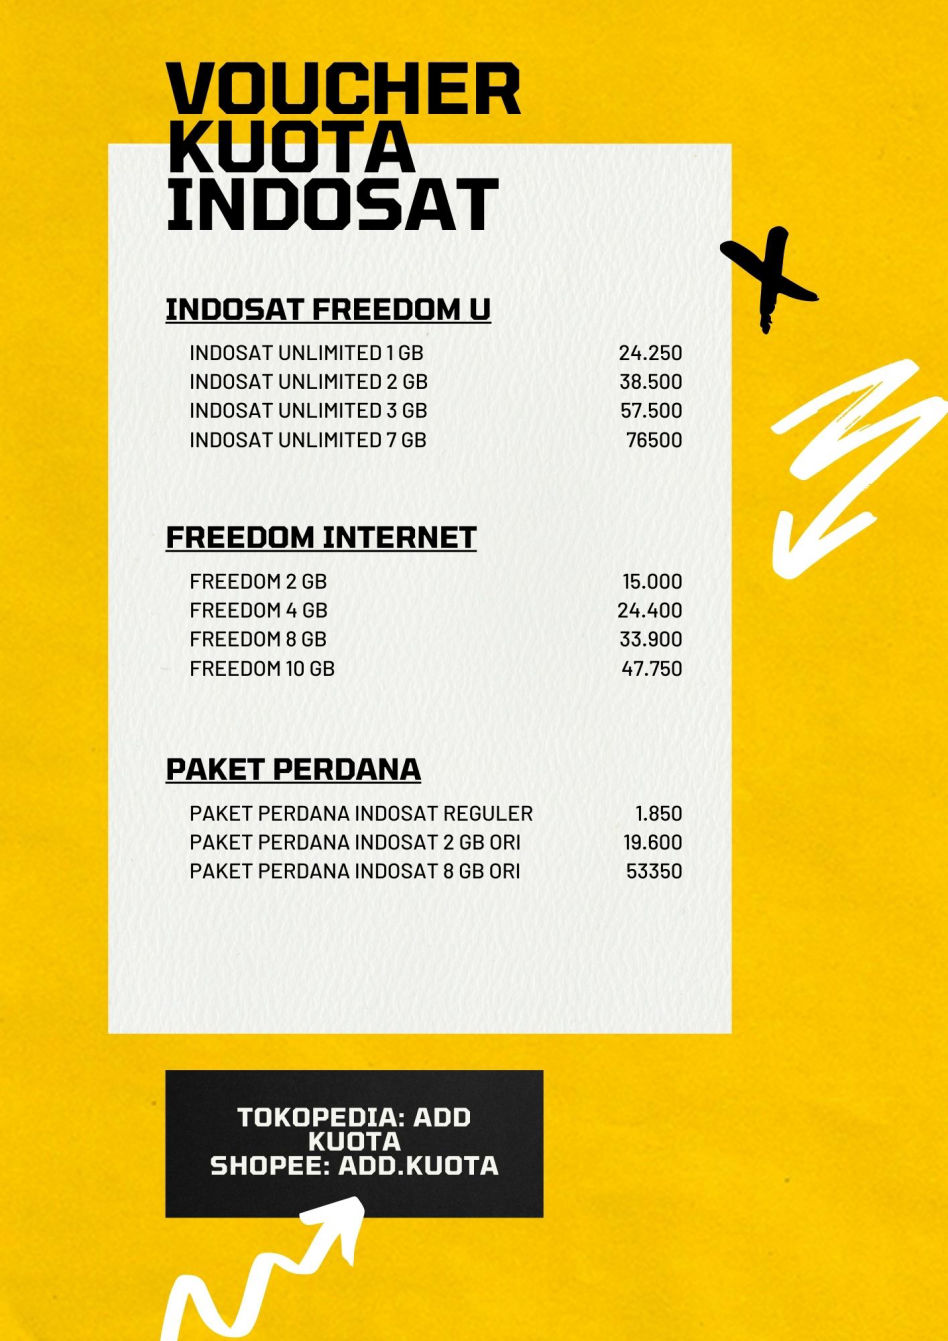 VOUCHER
KUOTA
INDOSAT
INDOSAT FREEDOM U
INDOSAT UNLIMITED 1 GB 24.250
INDOSAT UNLIMITED 2 GB 38.500
INDOSAT UNLIMITED 3 GB 57.500
INDOSAT UNLIMITED 7 GB 76500
FREEDOM INTERNET
FREEDOM 2 GB 15.000
FREEDOM 4 GB 24.400
FREEDOM 8 GB 33.900
FREEDOM 10 GB 47.750
PAKET PERDANA
PAKET PERDANA INDOSAT REGULER 1.850
PAKET PERDANA INDOSAT 2 GB ORI 19.600
PAKET PERDANA INDOSAT 8 GB ORI 53350
TOKOPEDIA: ADD
KUOTA
SHOPEE: ADD.KUOTA